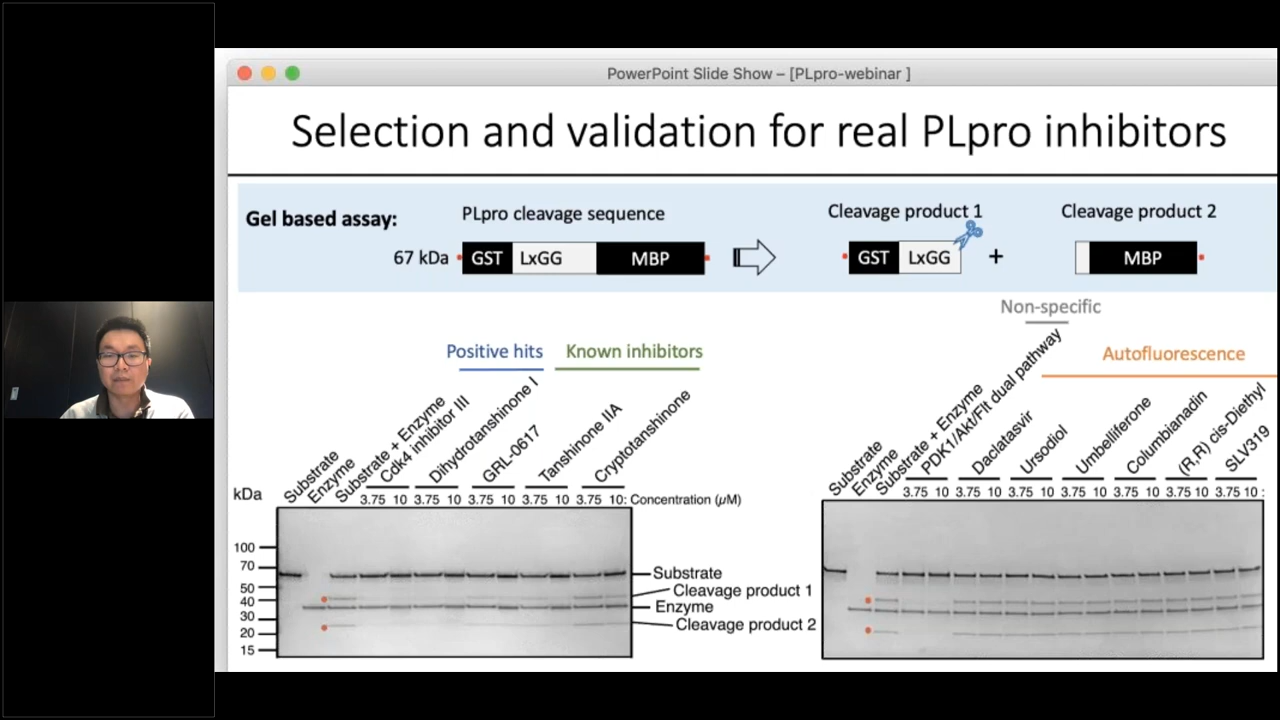 PowerPoint Slide Show – [PLpro-webinar ]
Selection and validation for real PLpro inhibitors
Gel based assay:
PLpro cleavage sequence
67 kDa
GST
LxGG
MBP
Cleavage product 1
GST
LxGG
+
Cleavage product 2
MBP
Positive hits
Known inhibitors
Substrate
Enzyme
Substrate + Enzyme
Cdk4 inhibitor III
Dihydrotanshinone I
GRL-0617
Tanshinone IIA
Cryptotanshinone
kDa
3.75 10 3.75 10 3.75 10 3.75 10 3.75 10 : Concentration (µM)
100
70
50
40
30
20
15
Substrate
Cleavage product 1
Enzyme
Cleavage product 2
Non-specific
Autofluorescence
Substrate
Enzyme
Substrate + Enzyme
PDK1/Akt/Flt dual pathway
Daclatasvir
Ursodiol
Umbelliferone
Columbianadin
(R,R) cis-Diethyl
SLV319
3.75 10 3.75 10 3.75 10 3.75 10 3.75 10 3.75 10 3.75 10 :